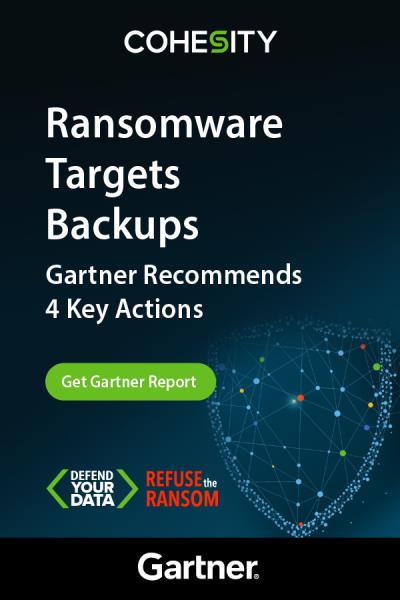 COHESITY
Ransomware
Targets
Backups
Gartner Recommends
4 Key Actions
Get Gartner Report
DEFEND
YOUR
DATA
REFUSE the
RANSOM
Gartner®